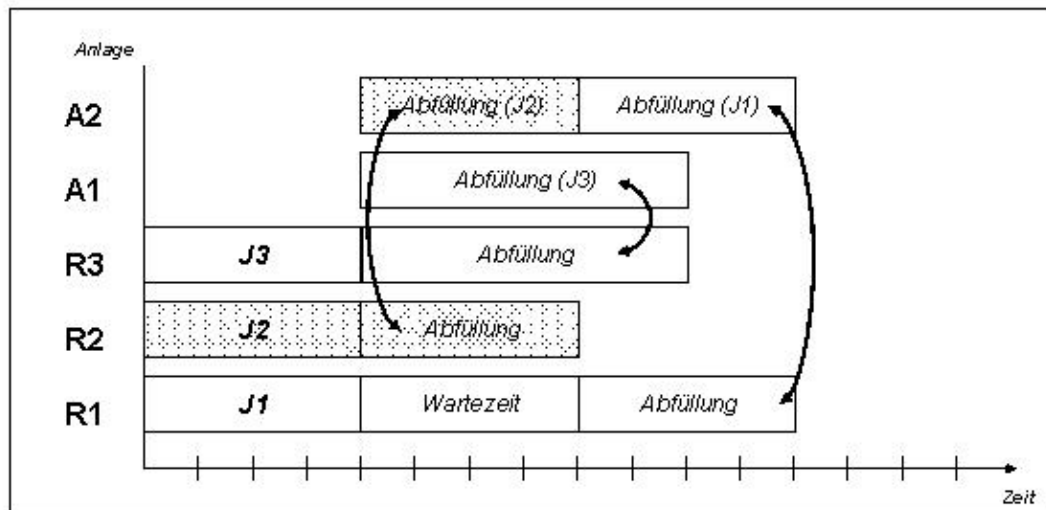 Anlage
A2
Abfüllung (J2)
Abfüllung (J1)
A1
Abfüllung (J3)
R3
J3
Abfüllung
R2
J2
Abfüllung
R1
J1
Wartezeit
Abfüllung
Zeit